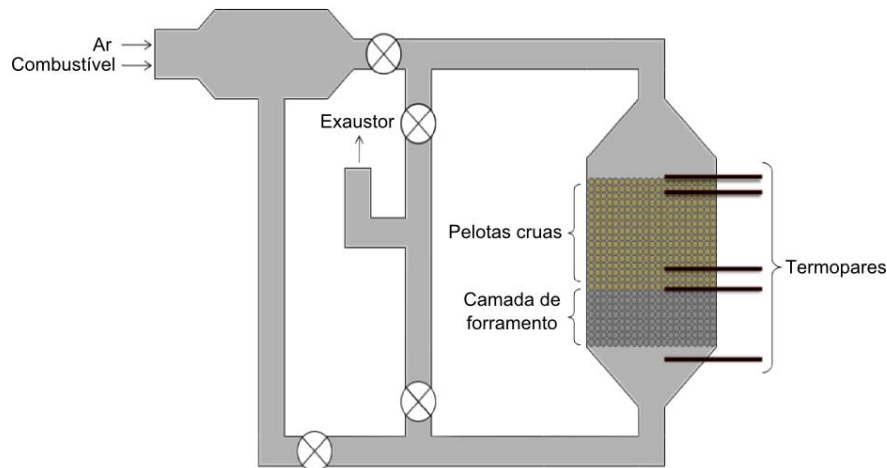 Ar
Combustível
Exaustor
Pelotas cruas
Camada de
forramento
Termopares